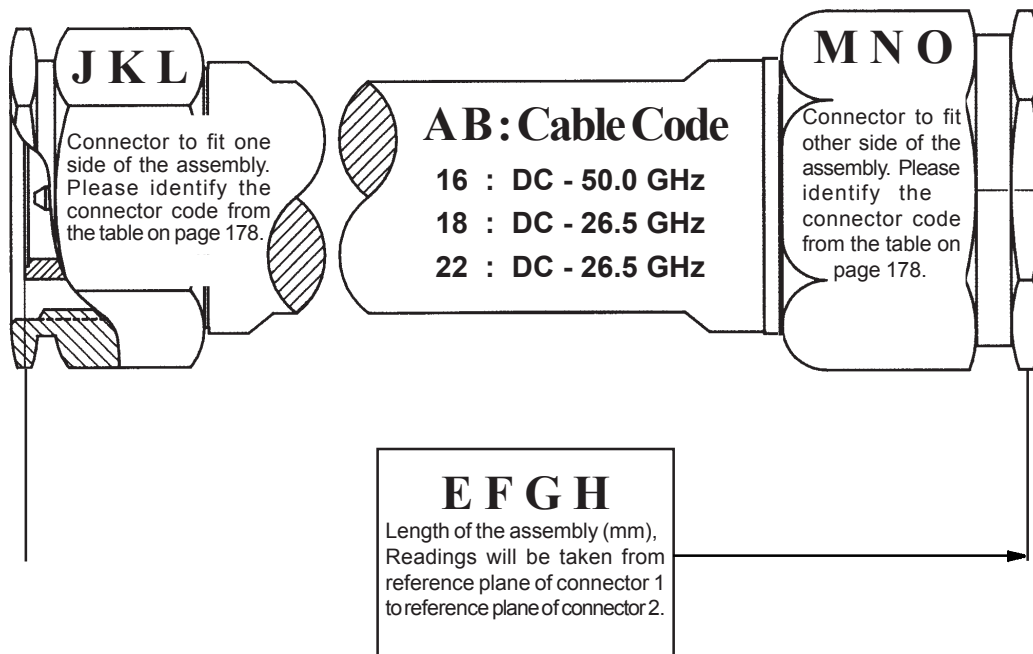 J K L
Connector to fit one
side of the assembly.
Please identify the
connector code from
the table on page 178.
A B : Cable Code
16 : DC - 50.0 GHz
18 : DC - 26.5 GHz
22 : DC - 26.5 GHz
M N O
Connector to fit
other side of the
assembly. Please
identify the
connector code
from the table on
page 178.
E F G H
Length of the assembly (mm),
Readings will be taken from
reference plane of connector 1
to reference plane of connector 2.